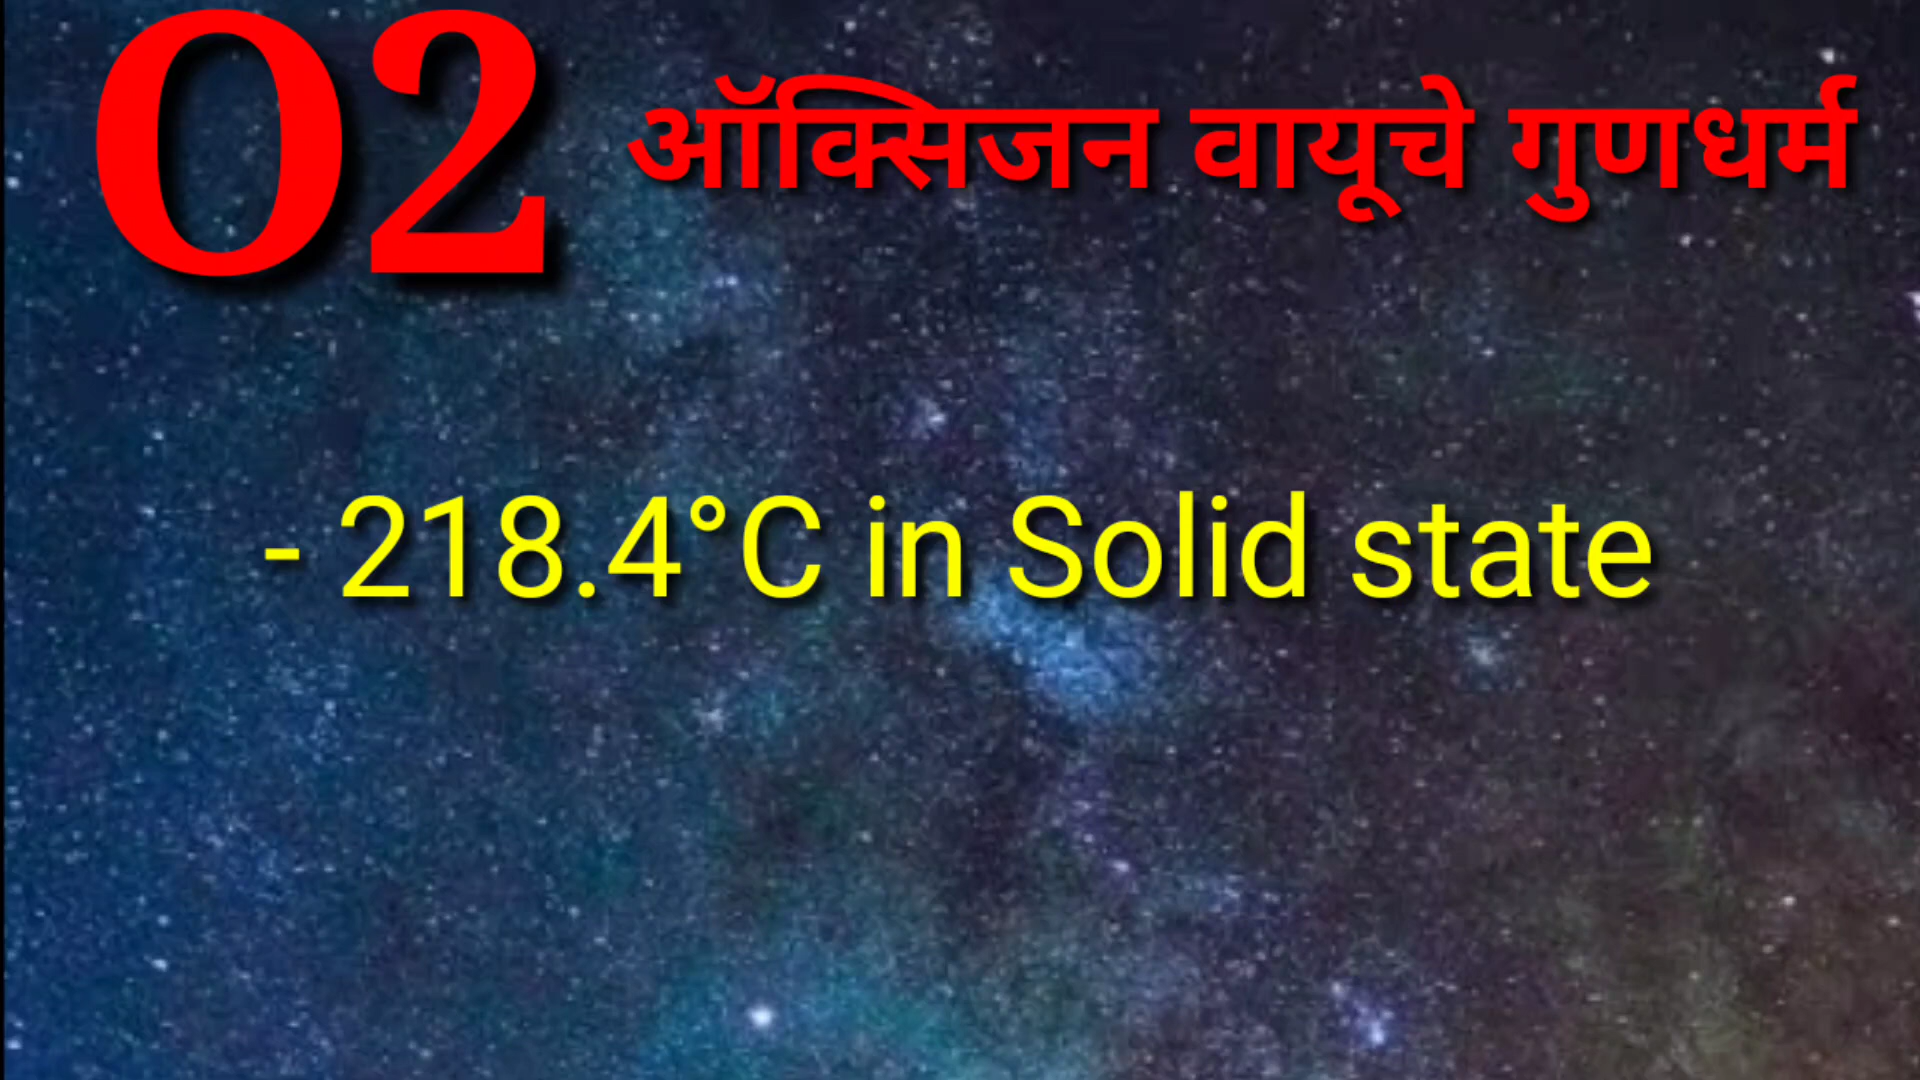 O2 ऑक्सिजन वायूचे गुणधर्म
- 218.4°C in Solid state